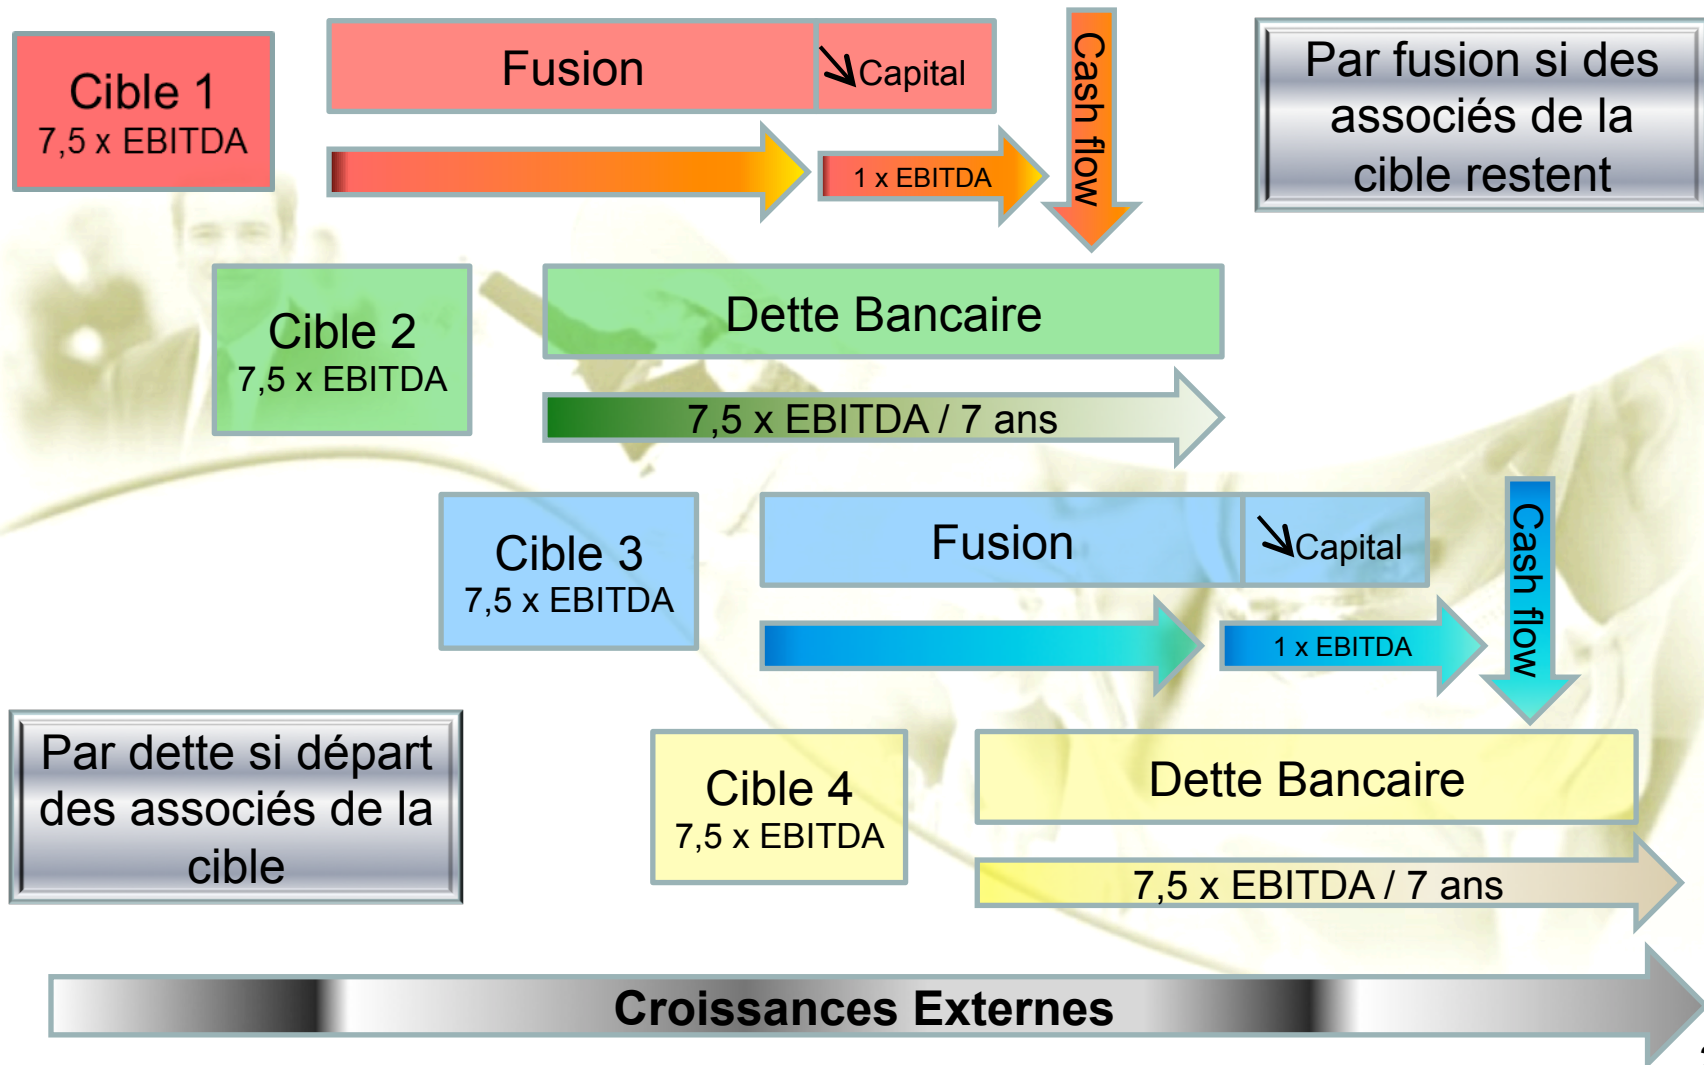 Cible 1
7,5 x EBITDA
Fusion
Capital
1 x EBITDA
Cash flow
Par fusion si des
associés de la
cible restent
Cible 2
7,5 x EBITDA
Dette Bancaire
7,5 x EBITDA / 7 ans
Cible 3
7,5 x EBITDA
Fusion
Capital
1 x EBITDA
Cash flow
Par dette si départ
des associés de la
cible
Cible 4
7,5 x EBITDA
Dette Bancaire
7,5 x EBITDA / 7 ans
Croissances Externes